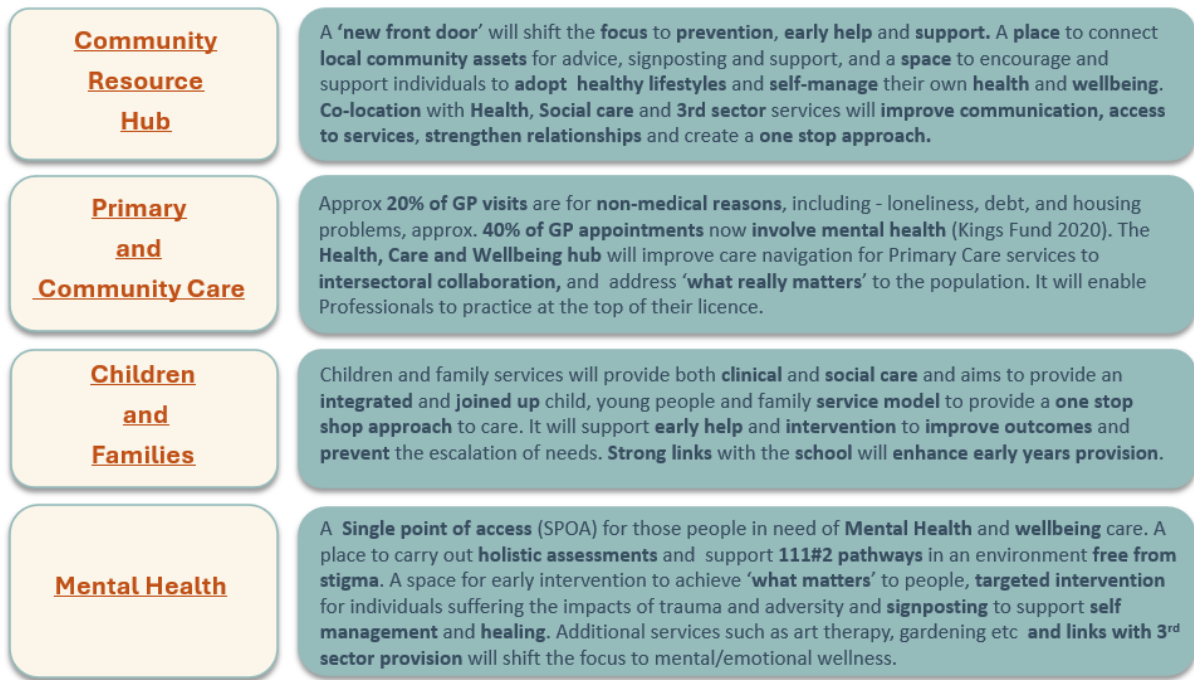 Community
Resource
Hub
A ‘new front door’ will shift the focus to prevention, early help and support. A place to connect
local community assets for advice, signposting and support, and a space to encourage and
support individuals to adopt healthy lifestyles and self-manage their own health and wellbeing.
Co-location with Health, Social care and 3rd sector services will improve communication, access
to services, strengthen relationships and create a one stop approach.
Primary
and
Community Care
Approx 20% of GP visits are for non-medical reasons, including - loneliness, debt, and housing
problems, approx. 40% of GP appointments now involve mental health (Kings Fund 2020). The
Health, Care and Wellbeing hub will improve care navigation for Primary Care services to
intersectoral collaboration, and address ‘what really matters’ to the population. It will enable
Professionals to practice at the top of their licence.
Children
and
Families
Children and family services will provide both clinical and social care and aims to provide an
integrated and joined up child, young people and family service model to provide a one stop
shop approach to care. It will support early help and intervention to improve outcomes and
prevent the escalation of needs. Strong links with the school will enhance early years provision.
Mental Health
A Single point of access (SPOA) for those people in need of Mental Health and wellbeing care. A
place to carry out holistic assessments and support 111#2 pathways in an environment free from
stigma. A space for early intervention to achieve ‘what matters’ to people, targeted intervention
for individuals suffering the impacts of trauma and adversity and signposting to support self
management and healing. Additional services such as art therapy, gardening etc and links with 3rd
sector provision will shift the focus to mental/emotional wellness.